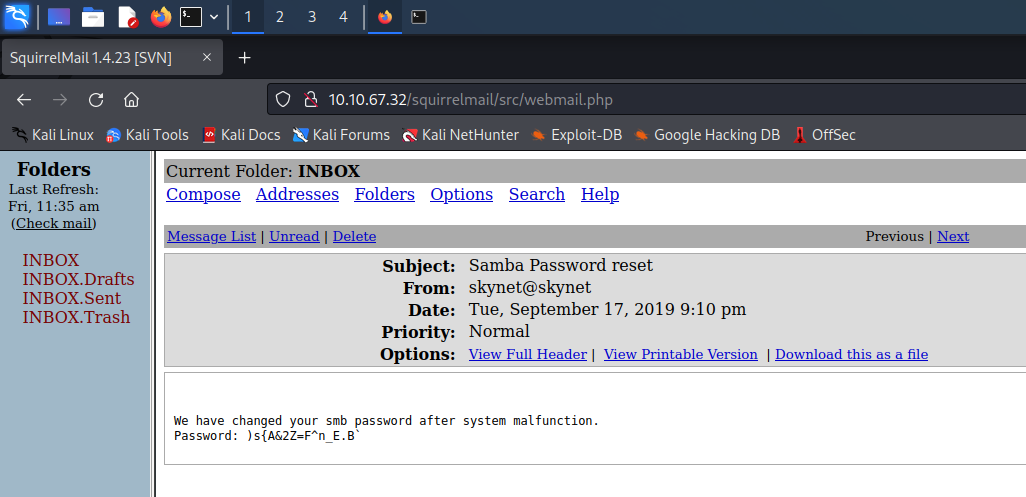 1 2 3 4
SquirrelMail 1.4.23 [SVN]
10.10.67.32/squirrelmail/src/webmail.php
Kali Linux Kali Tools Kali Docs Kali Forums Kali NetHunter Exploit-DB Google Hacking DB OffSec
Folders
Last Refresh:
Fri, 11:35 am
(Check mail)
INBOX
INBOX.Drafts
INBOX.Sent
INBOX.Trash
Current Folder: INBOX
Compose Addresses Folders Options Search Help
Message List | Unread | Delete Previous | Next
Subject: Samba Password reset
From: skynet@skynet
Date: Tue, September 17, 2019 9:10 pm
Priority: Normal
Options: View Full Header | View Printable Version | Download this as a file
We have changed your smb password after system malfunction.
Password: )s{A&2Z=F^n_E.B`